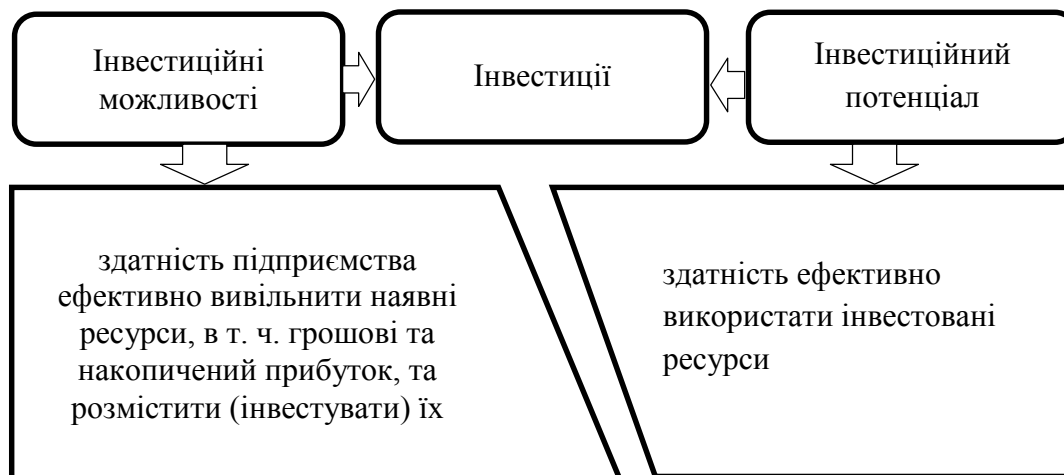 Інвестиційні
можливості
Інвестиції
Інвестиційний
потенціал
здатність підприємства
ефективно вивільнити наявні
ресурси, в т. ч. грошові та
накопичений прибуток, та
розмістити (інвестувати) їх
здатність ефективно
використати інвестовані
ресурси